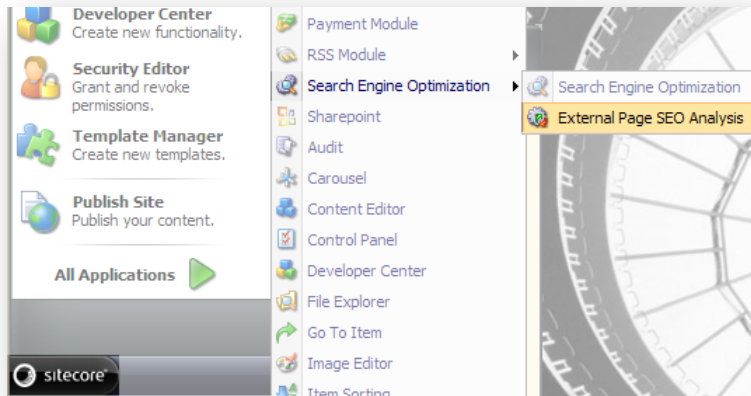 Developer Center
Create new functionality.
Security Editor
Grant and revoke
permissions.
Template Manager
Create new templates.
Publish Site
Publish your content.
All Applications
sitecore
Payment Module
RSS Module
Search Engine Optimization
Sharepoint
Audit
Carousel
Content Editor
Control Panel
Developer Center
File Explorer
Go To Item
Image Editor
Item Sorting
Search Engine Optimization
External Page SEO Analysis